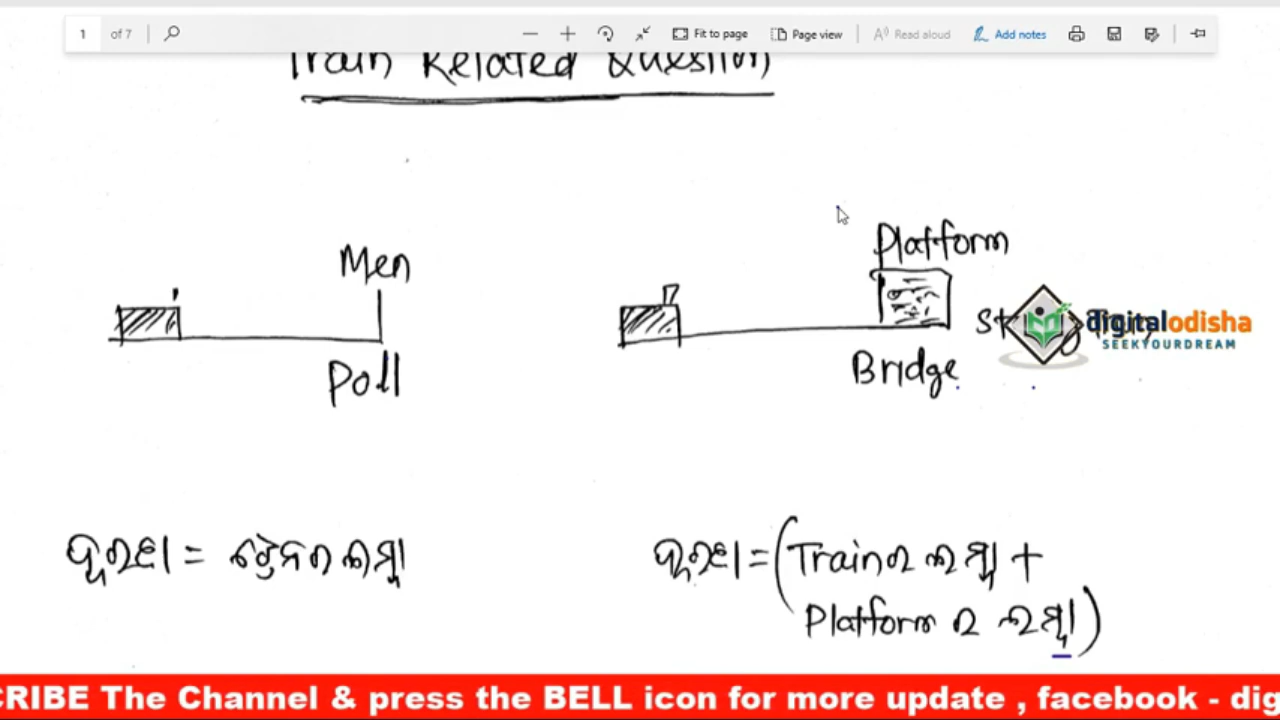 1 of 7 Fit to page Page view Read aloud Add notes
Train Related Question
Men
Poll
Platform
Bridge
digitalodisha
SEEKYOURDREAM
ଦୂରତା = ଟ୍ରେନର ଲମ୍ବା
ଦୂରତା = (Trainର ଲମ୍ବା +
Platform ର ଲମ୍ବା)
CRIBE The Channel & press the BELL icon for more update , facebook - dig